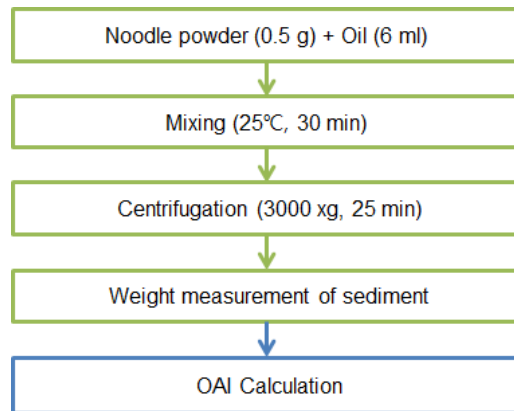 Noodle powder (0.5 g) + Oil (6 ml)
Mixing (25℃, 30 min)
Centrifugation (3000 xg, 25 min)
Weight measurement of sediment
OAI Calculation